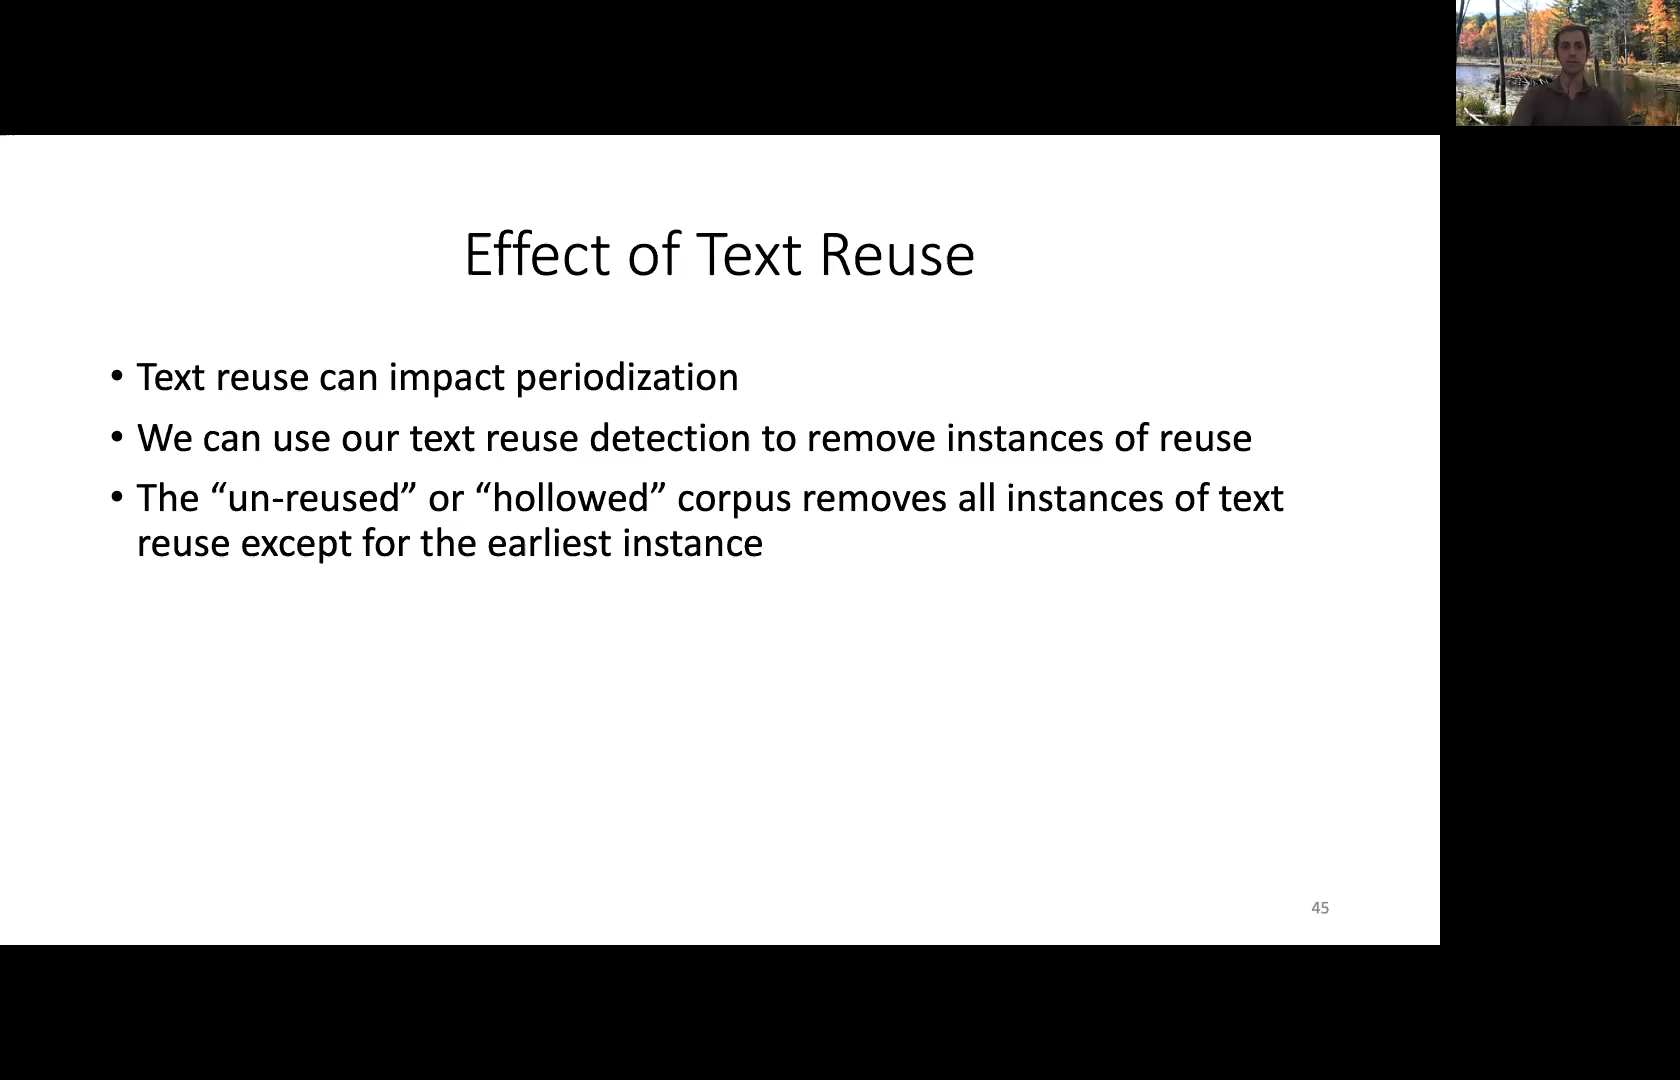 Effect of Text Reuse
• Text reuse can impact periodization
• We can use our text reuse detection to remove instances of reuse
• The “un-reused” or “hollowed” corpus removes all instances of text
reuse except for the earliest instance
45